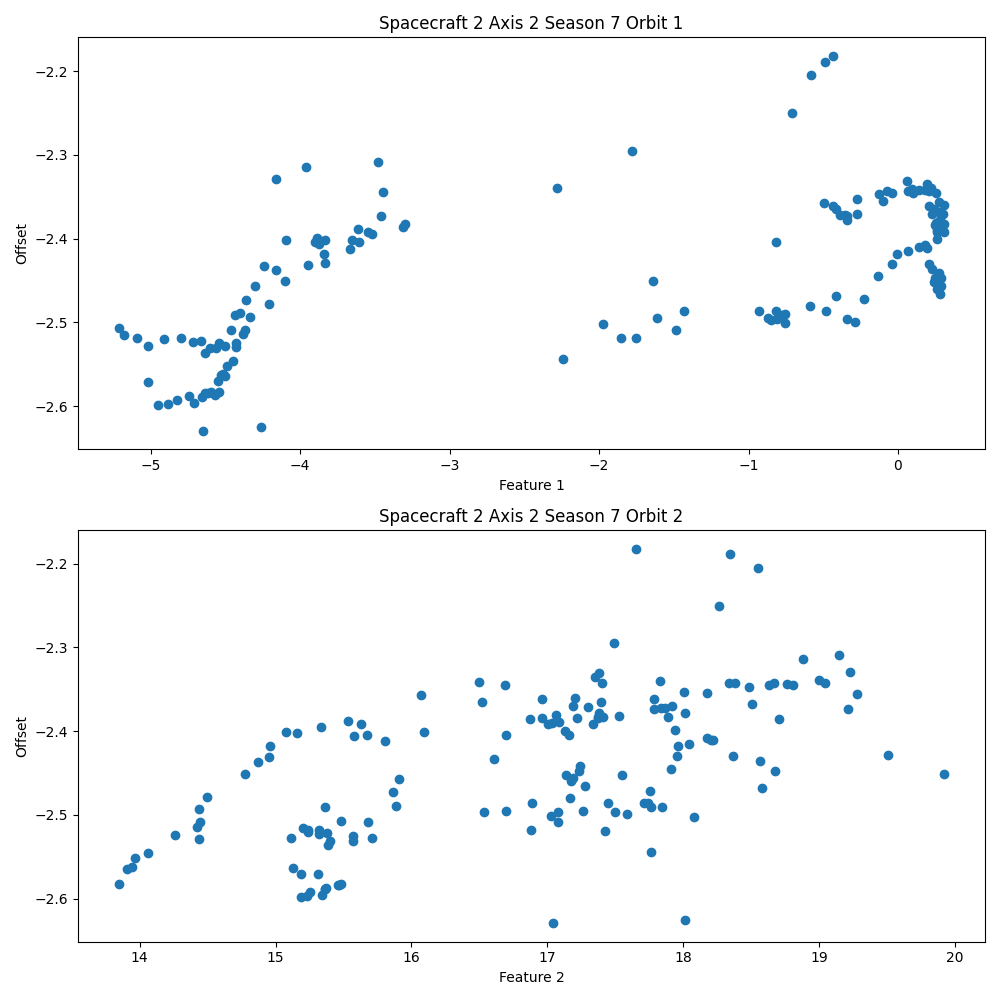 Spacecraft 2 Axis 2 Season 7 Orbit 1
−2.2
−2.3
−2.4
−2.5
−2.6
Offset
−5 −4 −3 −2 −1 0
Feature 1
Spacecraft 2 Axis 2 Season 7 Orbit 2
−2.2
−2.3
−2.4
−2.5
−2.6
Offset
14 15 16 17 18 19 20
Feature 2